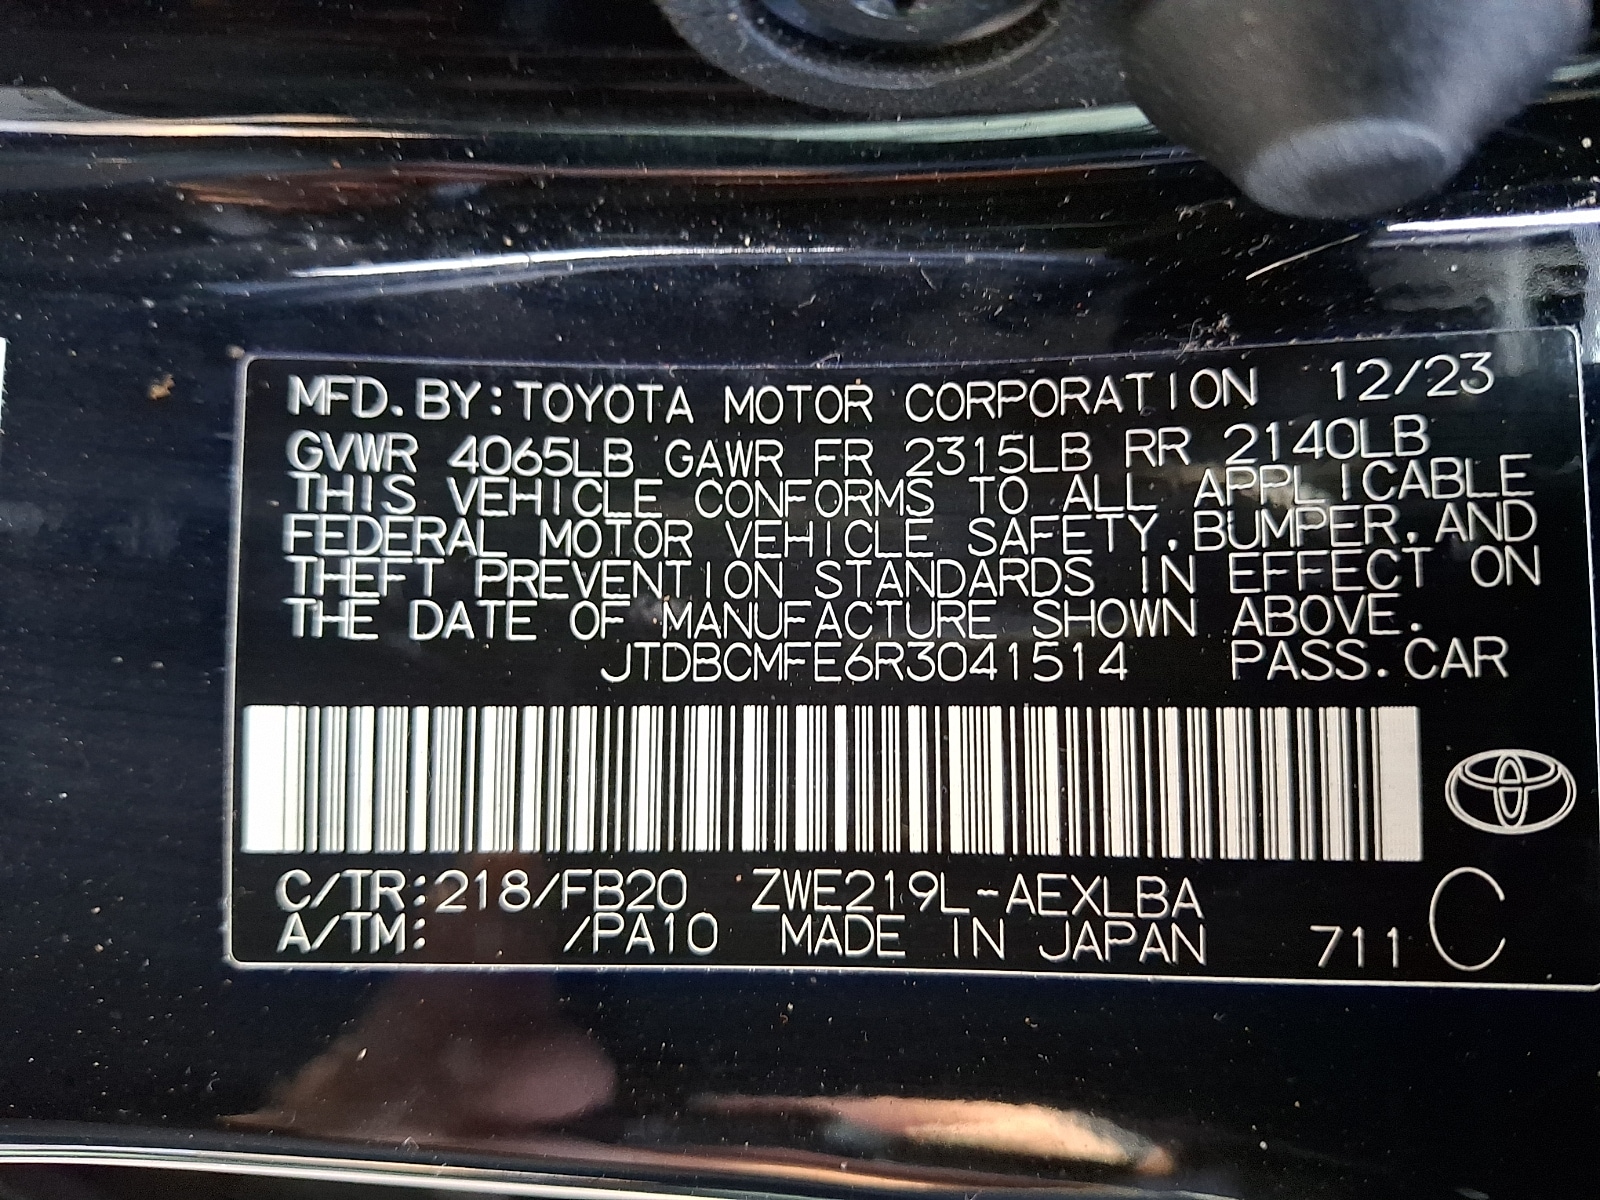 MFD. BY: TOYOTA MOTOR CORPORATION 12/23
GVWR 4065LB GAWR FR 2315LB RR 2140LB
THIS VEHICLE CONFORMS TO ALL APPLICABLE
FEDERAL MOTOR VEHICLE SAFETY, BUMPER, AND
THEFT PREVENTION STANDARDS IN EFFECT ON
THE DATE OF MANUFACTURE SHOWN ABOVE.
JTDBCMFE6R3041514 PASS. CAR
C/TR: 218/FB20 ZWE219L-AEXLBA
A/TM: /PA10 MADE IN JAPAN 711 C